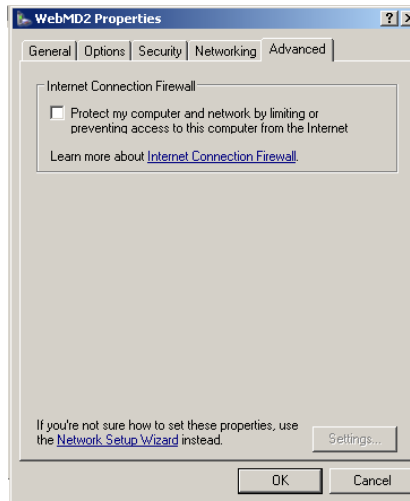 WebMD2 Properties
General Options Security Networking Advanced
Internet Connection Firewall
Protect my computer and network by limiting or
preventing access to this computer from the Internet
Learn more about Internet Connection Firewall.
If you're not sure how to set these properties, use
the Network Setup Wizard instead.
Settings...
OK Cancel